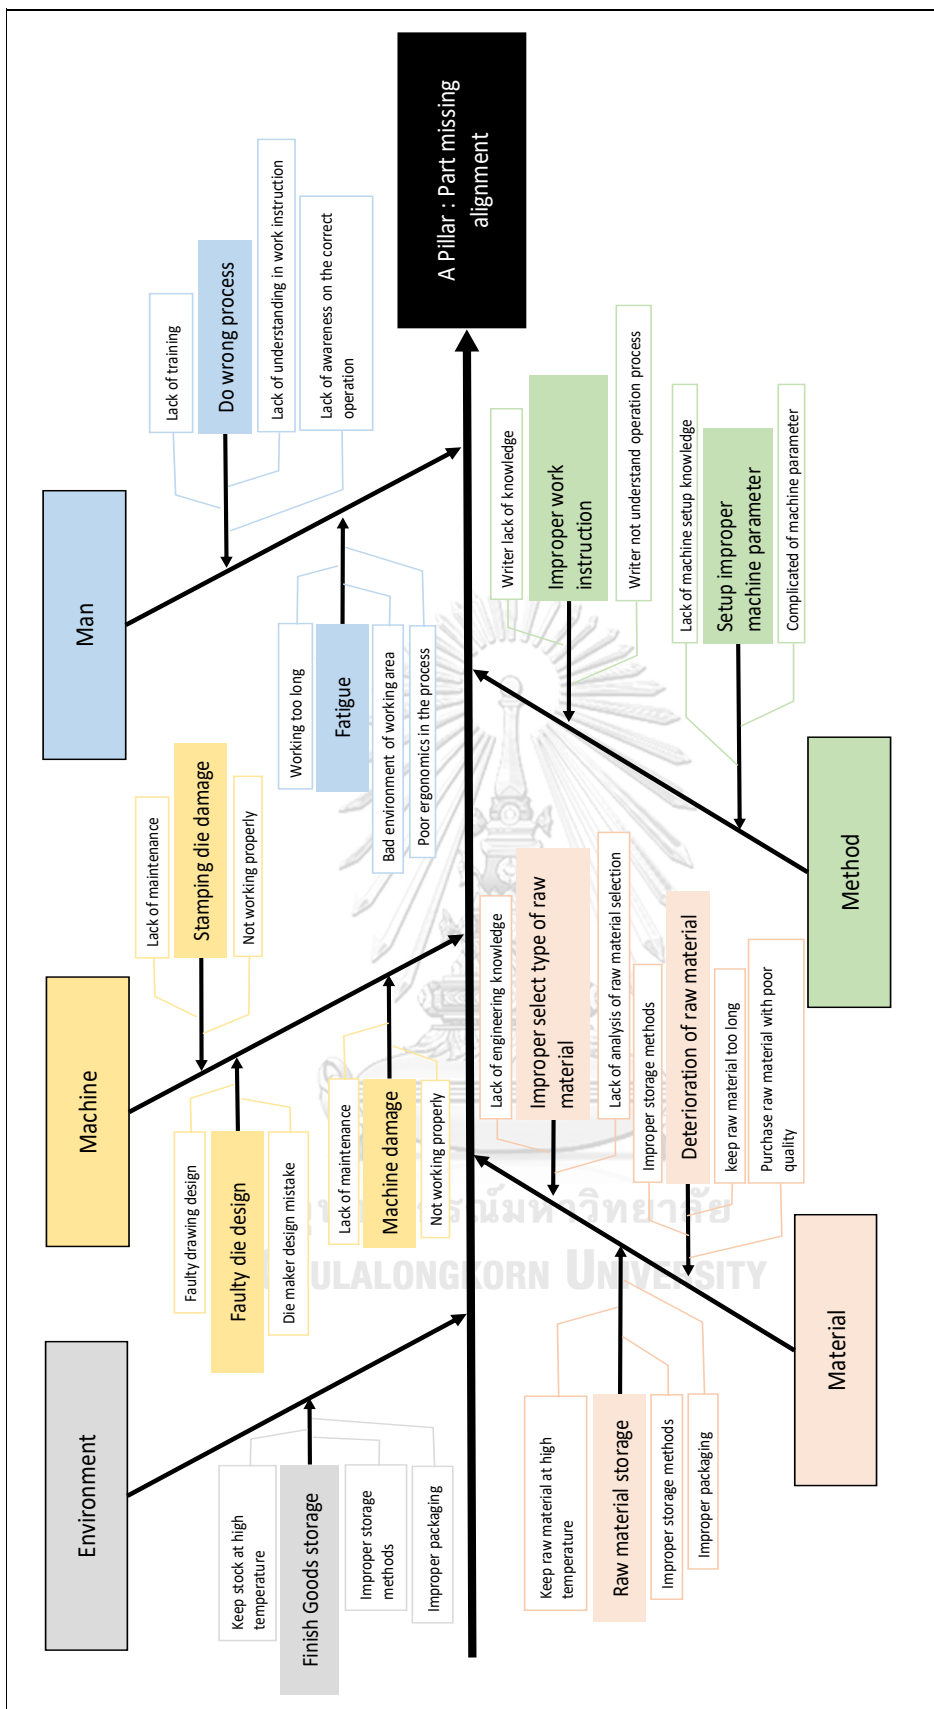 Environment
Keep stock at high
temperature
Finish Goods storage
Improper storage
methods
Improper packaging
Machine
Lack of maintenance
Stamping die damage
Not working properly
Faulty drawing design
Faulty die design
Die maker design mistake
Lack of maintenance
Machine damage
Not working properly
Man
Lack of training
Do wrong process
Lack of understanding in work instruction
Lack of awareness on the correct
operation
Working too long
Fatigue
Bad environment of working area
Poor ergonomics in the process
A Pillar : Part missing
alignment
Lack of engineering knowledge
Improper select type of raw
material
Lack of analysis of raw material selection
Improper storage methods
Deterioration of raw material
keep raw material too long
Purchase raw material with poor
quality
Keep raw material at high
temperature
Raw material storage
Improper storage methods
Improper packaging
Material
Writer lack of knowledge
Improper work
instruction
Writer not understand operation process
Lack of machine setup knowledge
Setup improper
machine parameter
Complicated of machine parameter
Method
UNIVERSITY